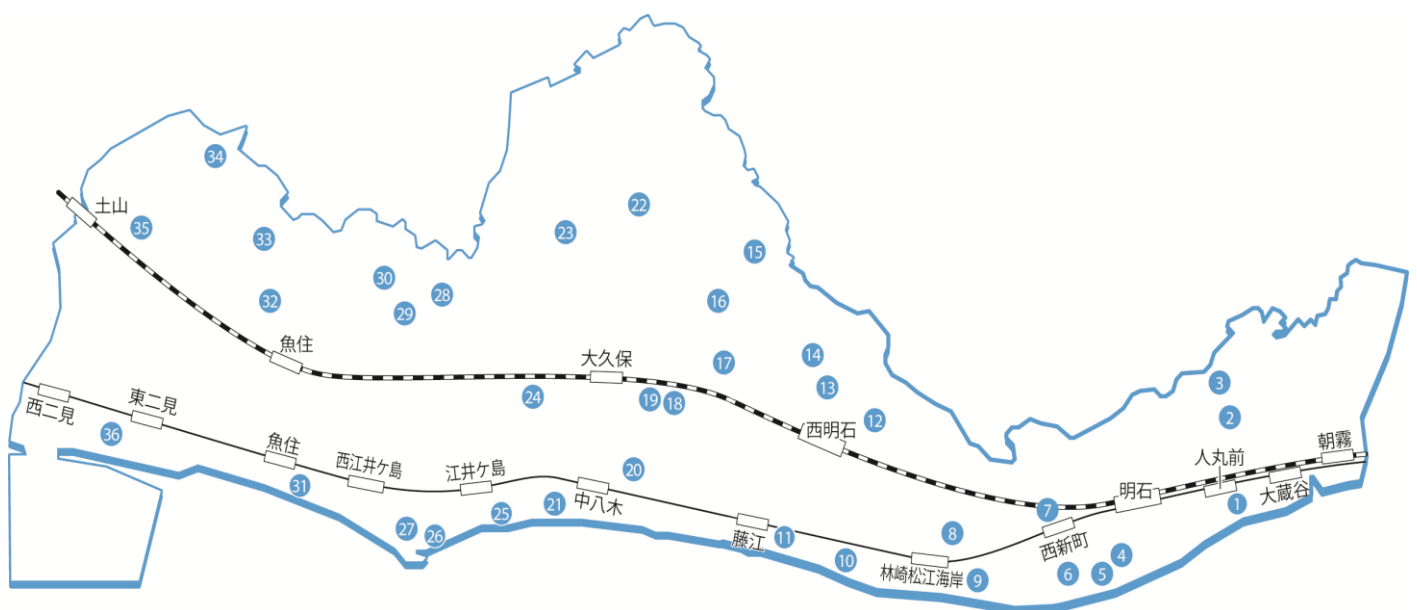 34
22
土山
35
33
23
15
30
28
32
16
29
魚住
大久保
14
17
3
13
24
19
18
2
12
西二見
東二見
36
西明石
朝霧
人丸前
魚住
西江井ケ島
江井ケ島
20
中八木
明石
大蔵谷
31
21
1
25
7
27
26
藤江
11
8
西新町
10
林崎松江海岸
9
6
5
4